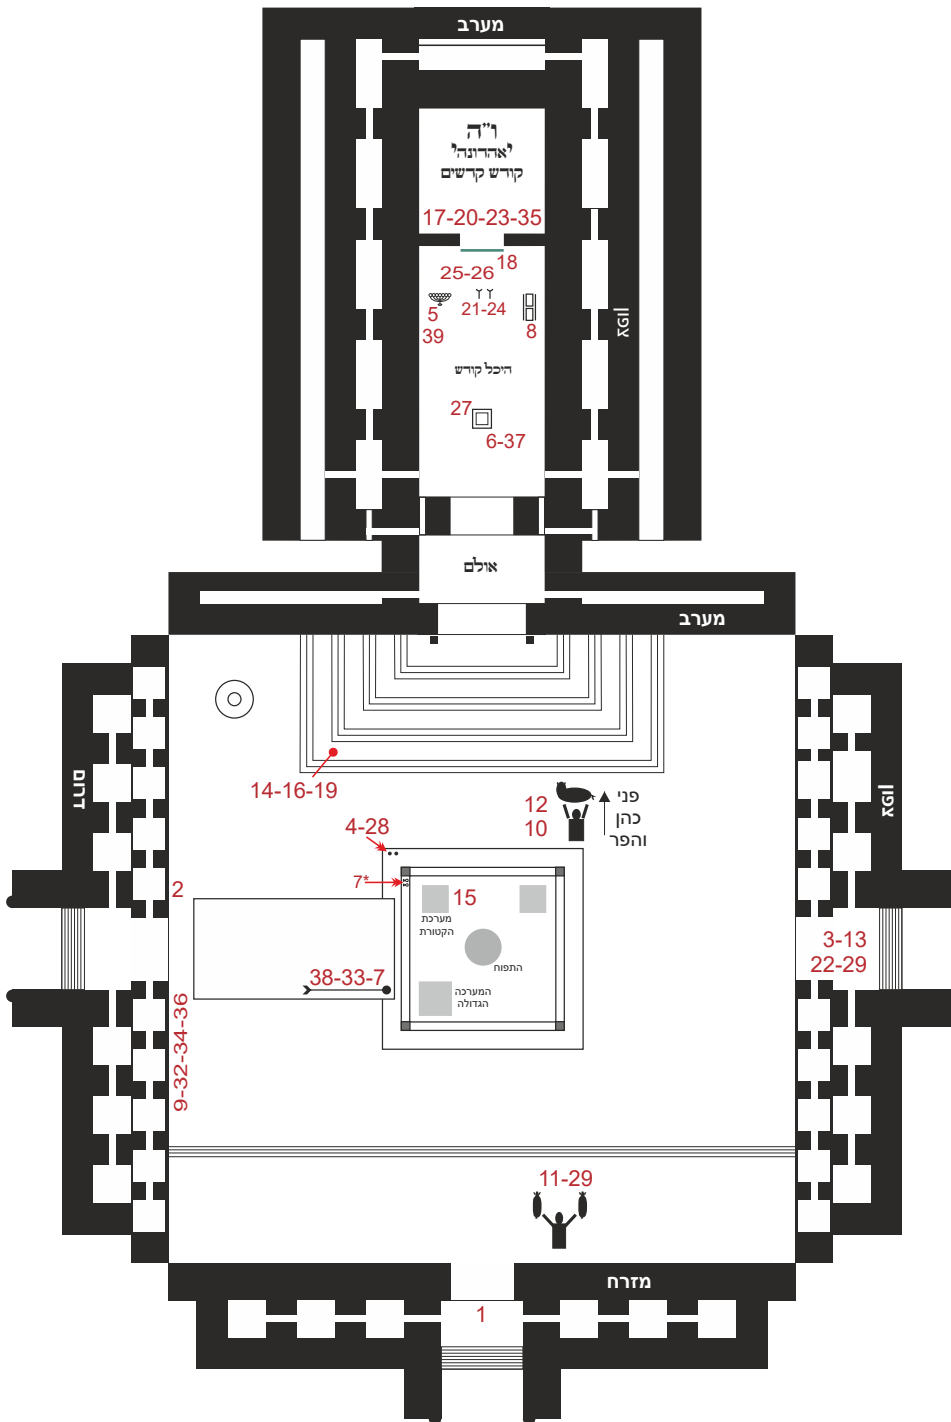 מערב
ו"ה
יאהרונהי
קודש קדשים
17-20-23-35
18
25-26
21-24
5
39
8
צפון
היכל קודש
27
6-37
אולם
מערב
14-16-19
דרום
צפון
12
10
פני
כהן
והפר
4-28
7*
15
מערכת
הקטורת
התפוח
המערכה
הגדולה
2
38-33-7
3-13
22-29
9-32-34-36
11-29
מזרח
1